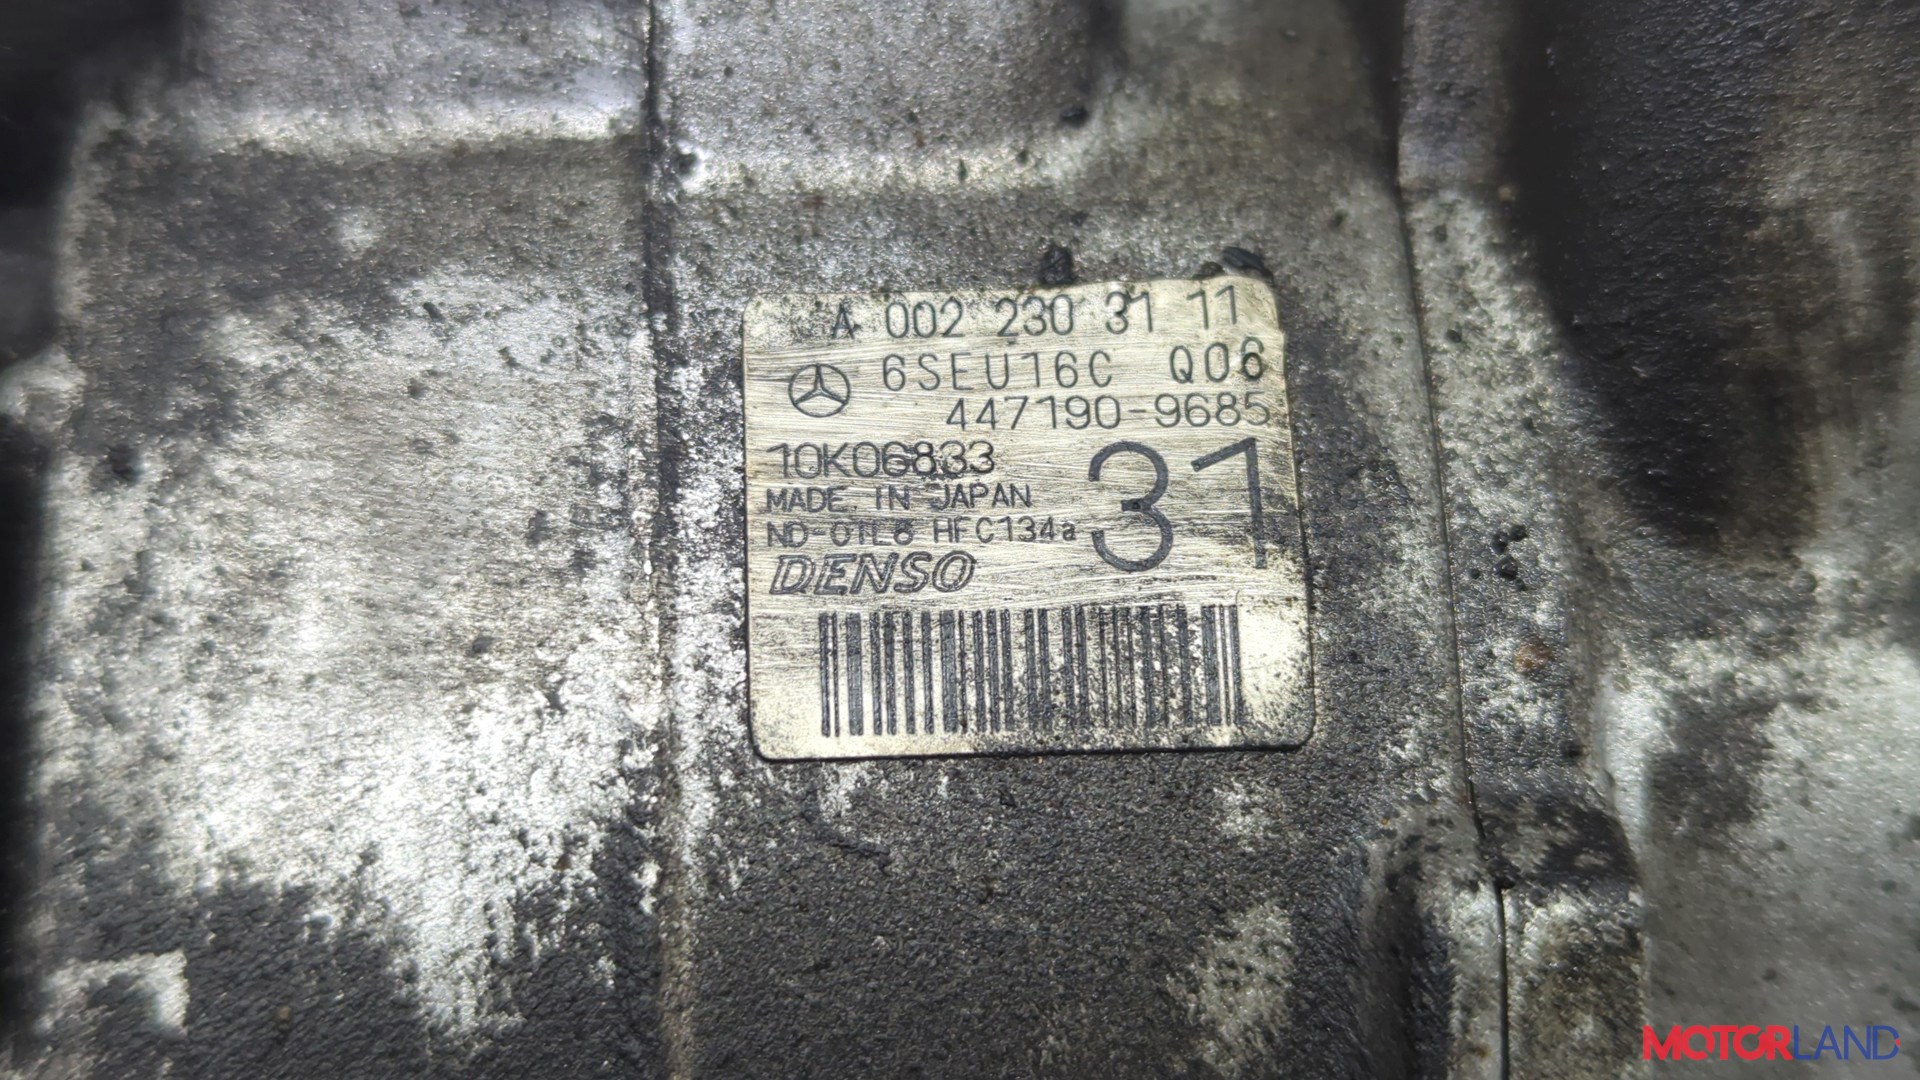 A 002 230 31 11
6SEU16C Q06
447190-9685
10K06833
MADE IN JAPAN
31
ND-OIL8 HFC134a
DENSO
MOTORLAND